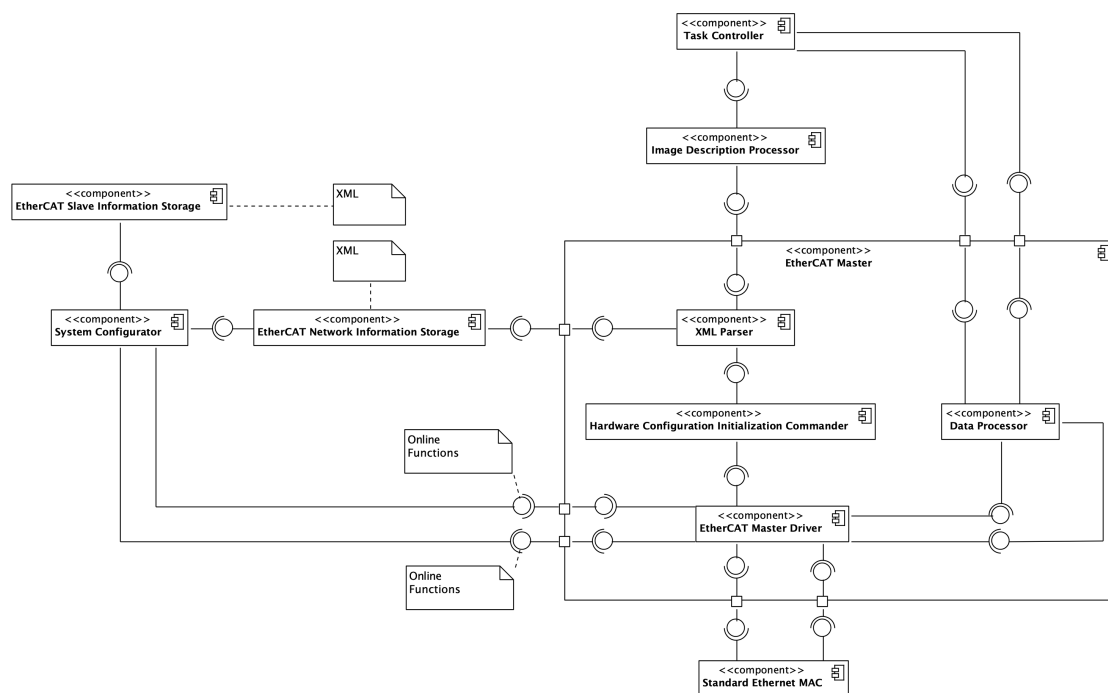 <<component>>
Task Controller
<<component>>
Image Description Processor
<<component>>
EtherCAT Slave Information Storage
XML
XML
<<component>>
EtherCAT Master
<<component>>
System Configurator
<<component>>
EtherCAT Network Information Storage
<<component>>
XML Parser
<<component>>
Hardware Configuration Initialization Commander
<<component>>
Data Processor
Online
Functions
<<component>>
EtherCAT Master Driver
Online
Functions
<<component>>
Standard Ethernet MAC